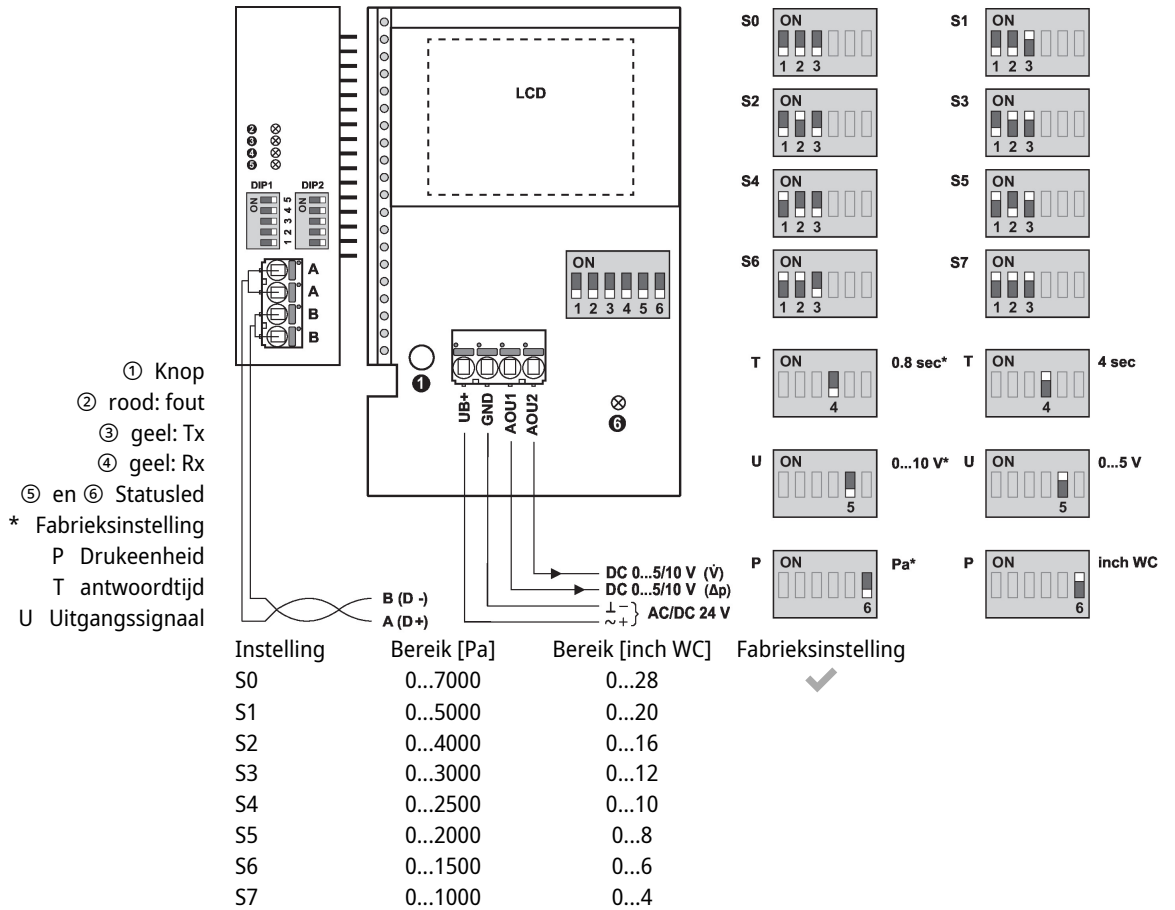 S0 ON
1 2 3
S1 ON
1 2 3
S2 ON
1 2 3
S3 ON
1 2 3
S4 ON
1 2 3
S5 ON
1 2 3
S6 ON
1 2 3
S7 ON
1 2 3
T ON 0.8 sec*
4
T ON 4 sec
4
U ON 0...10 V*
5
U ON 0...5 V
5
P ON Pa*
6
P ON inch WC
6
LCD
❷
❸
❹
❺
DIP1 DIP2
ON ON
1 2 3 4 5
A
A
B
B
ON
1 2 3 4 5 6
❶
UB+
GND
AOU1
AOU2
❻
DC 0...5/10 V (V̇)
DC 0...5/10 V (Δp)
⊥ −
~ +
} AC/DC 24 V
B (D -)
A (D+)
① Knop
② rood: fout
③ geel: Tx
④ geel: Rx
⑤ en ⑥ Statusled
* Fabrieksinstelling
P Drukeenheid
T antwoordtijd
U Uitgangssignaal
Instelling Bereik [Pa] Bereik [inch WC] Fabrieksinstelling
S0 0...7000 0...28 ✔
S1 0...5000 0...20
S2 0...4000 0...16
S3 0...3000 0...12
S4 0...2500 0...10
S5 0...2000 0...8
S6 0...1500 0...6
S7 0...1000 0...4